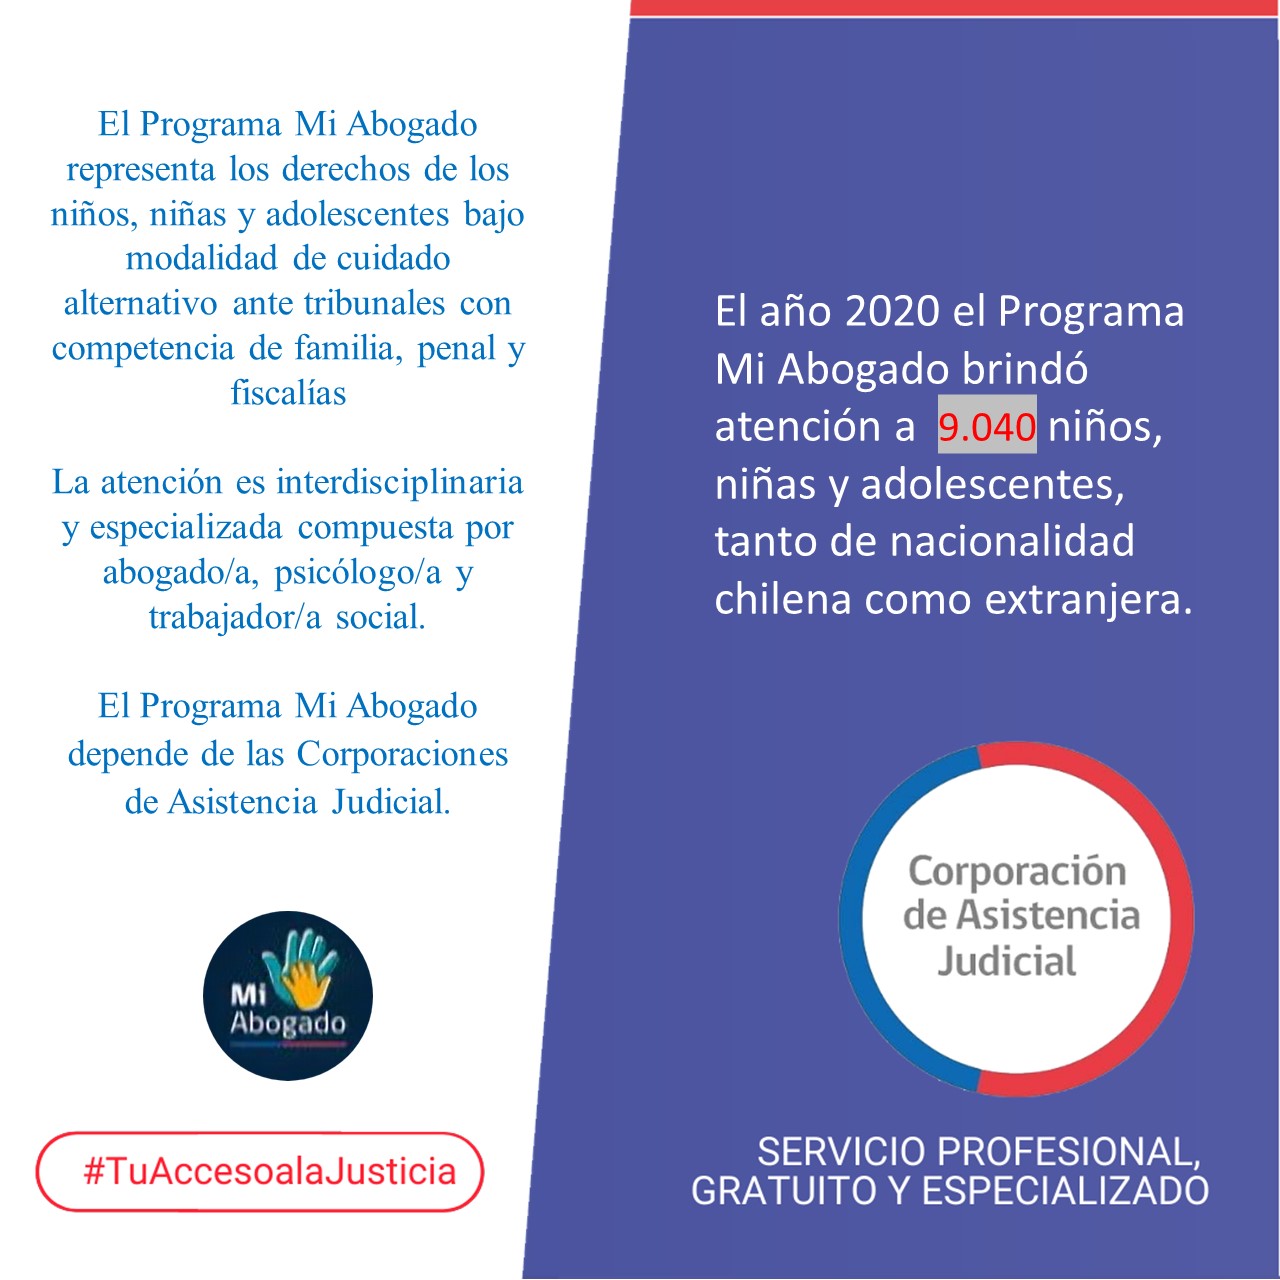 El Programa Mi Abogado
representa los derechos de los
niños, niñas y adolescentes bajo
modalidad de cuidado
alternativo ante tribunales con
competencia de familia, penal y
fiscalías
La atención es interdisciplinaria
y especializada compuesta por
abogado/a, psicólogo/a y
trabajador/a social.
El Programa Mi Abogado
depende de las Corporaciones
de Asistencia Judicial.
Mi
Abogado
#TuAccesoalaJusticia
El año 2020 el Programa
Mi Abogado brindó
atención a 9.040 niños,
niñas y adolescentes,
tanto de nacionalidad
chilena como extranjera.
Corporación
de Asistencia
Judicial
SERVICIO PROFESIONAL,
GRATUITO Y ESPECIALIZADO